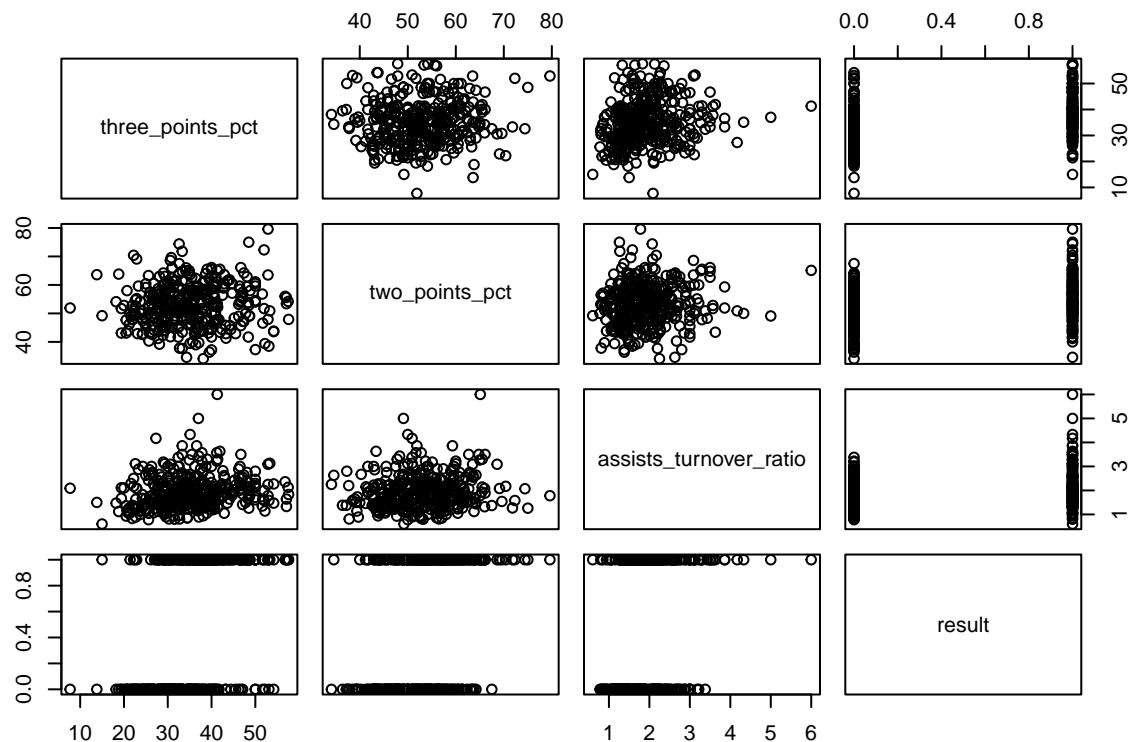 40 50 60 70 80
0.0 0.4 0.8
three_points_pct
10 30 50
40 60 80
two_points_pct
assists_turnover_ratio
1 3 5
0.0 0.4 0.8
result
10 20 30 40 50
1 2 3 4 5 6